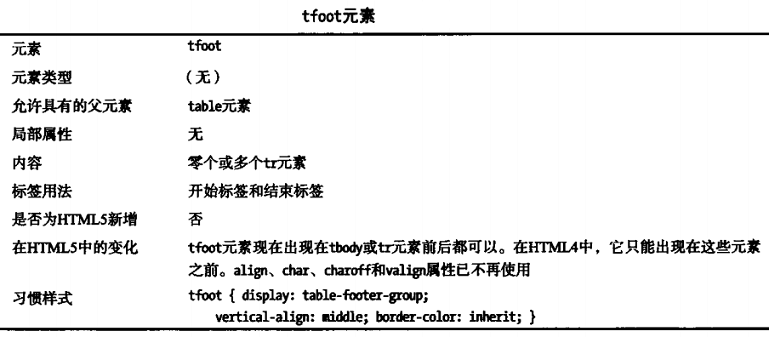 tfoot元素
元素 tfoot
元素类型 (无)
允许具有的父元素 table元素
局部属性 无
内容 零个或多个tr元素
标签用法 开始标签和结束标签
是否为HTML5新增 否
在HTML5中的变化 tfoot元素现在出现在tbody或tr元素前后都可以。在HTML4中，它只能出现在这些元素
之前。align、char、charoff和valign属性已不再使用
习惯样式 tfoot { display: table-footer-group;
vertical-align: middle; border-color: inherit; }